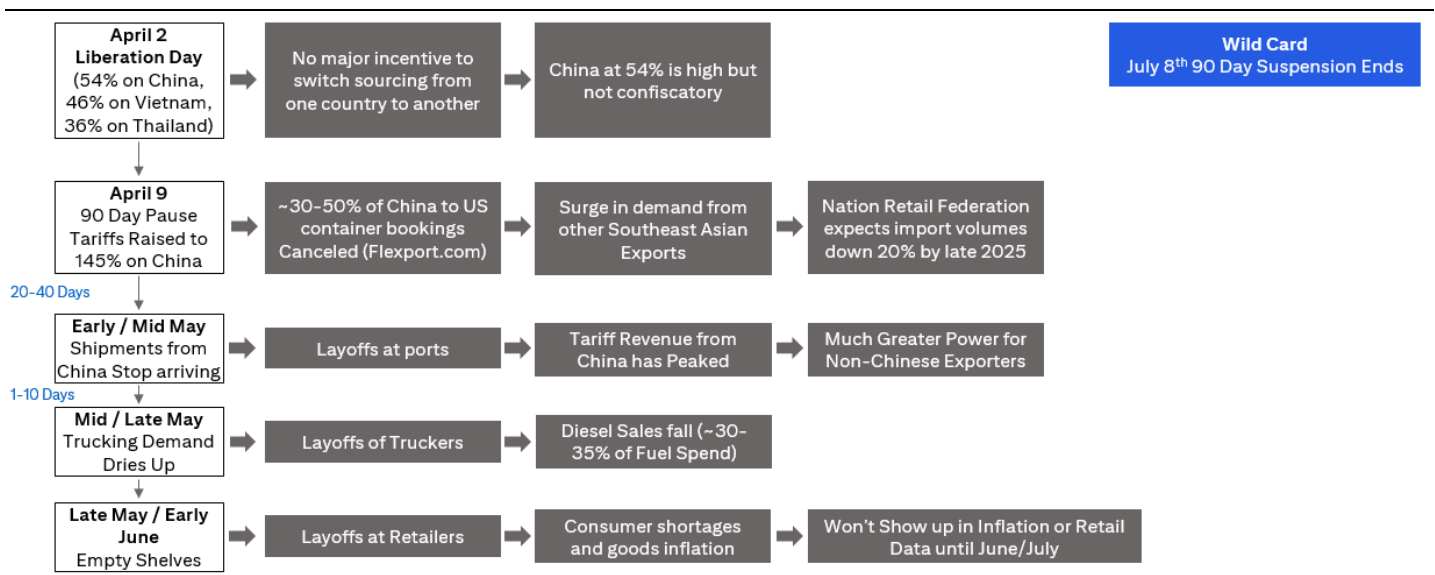 April 2
Liberation Day
(54% on China,
46% on Vietnam,
36% on Thailand)
No major incentive to
switch sourcing from
one country to another
China at 54% is high but
not confiscatory
Wild Card
July 8th 90 Day Suspension Ends
April 9
90 Day Pause
Tariffs Raised to
145% on China
~30-50% of China to US
container bookings
Canceled (Flexport.com)
Surge in demand from
other Southeast Asian
Exports
Nation Retail Federation
expects import volumes
down 20% by late 2025
20-40 Days
Early / Mid May
Shipments from
China Stop arriving
Layoffs at ports
Tariff Revenue from
China has Peaked
Much Greater Power for
Non-Chinese Exporters
1-10 Days
Mid / Late May
Trucking Demand
Dries Up
Layoffs of Truckers
Diesel Sales fall (~30-
35% of Fuel Spend)
Late May / Early
June
Empty Shelves
Layoffs at Retailers
Consumer shortages
and goods inflation
Won't Show up in Inflation or Retail
Data until June/July